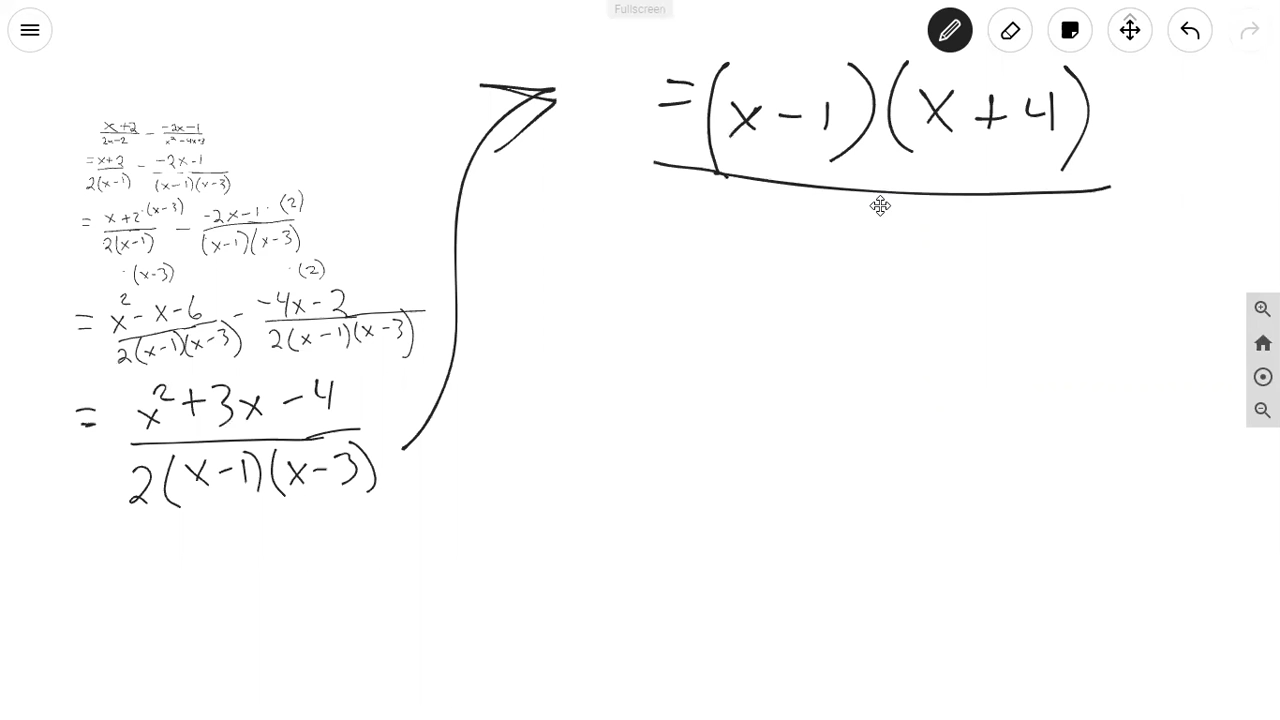 Fullscreen
x+2/2x-2 - -2x-1/x²-4x+3
= x+2/2(x-1) - -2x-1/(x-1)(x-3)
= x+2·(x-3)/2(x-1)·(x-3) - -2x-1·(2)/(x-1)(x-3)·(2)
= x²-x-6/2(x-1)(x-3) - -4x-2/2(x-1)(x-3)
= x²+3x-4/2(x-1)(x-3)
=(x-1)(x+4)